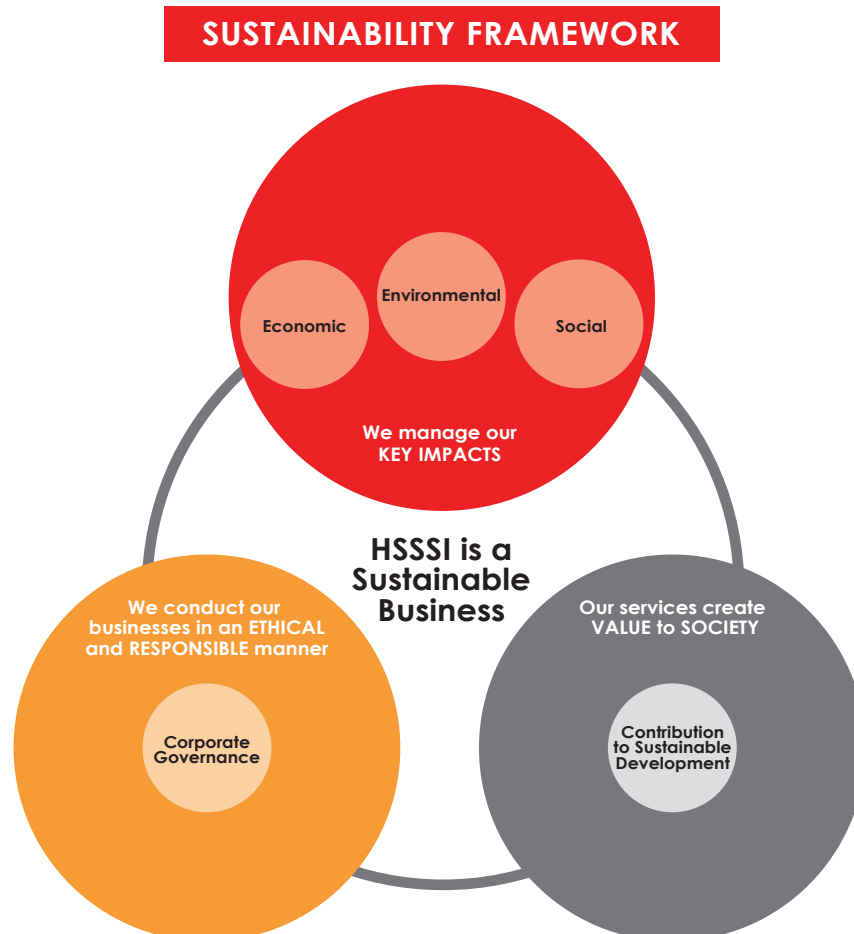 SUSTAINABILITY FRAMEWORK
Environmental
Economic
Social
We manage our
KEY IMPACTS
HSSSI is a
Sustainable
Business
We conduct our
businesses in an ETHICAL
and RESPONSIBLE manner
Corporate
Governance
Our services create
VALUE to SOCIETY
Contribution
to Sustainable
Development